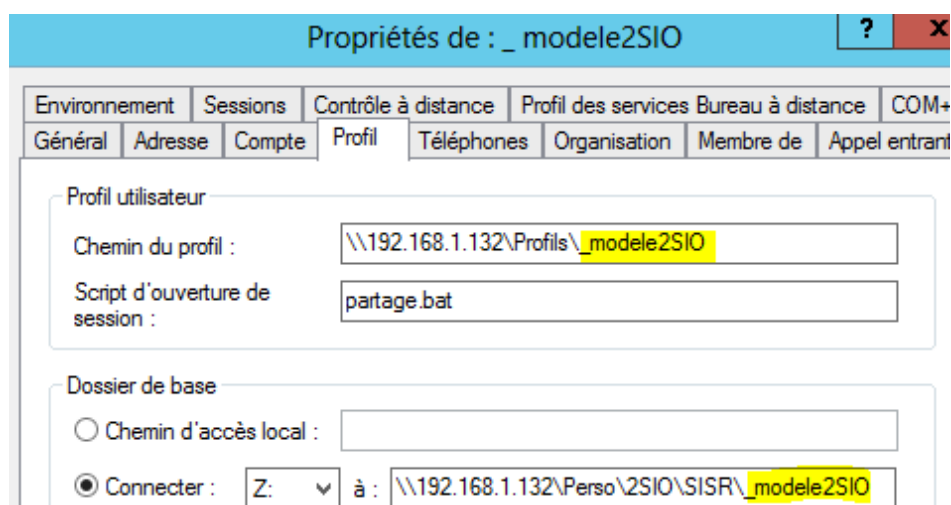 Propriétés de : _ modele2SIO ? x
Environnement Sessions Contrôle à distance Profil des services Bureau à distance COM+
Général Adresse Compte Profil Téléphones Organisation Membre de Appel entrant
Profil utilisateur
Chemin du profil : \\192.168.1.132\Profils\_modele2SIO
Script d'ouverture de session : partage.bat
Dossier de base
Chemin d'accès local :
Connecter : Z: à : \\192.168.1.132\Perso\2SIO\SISR\_modele2SIO